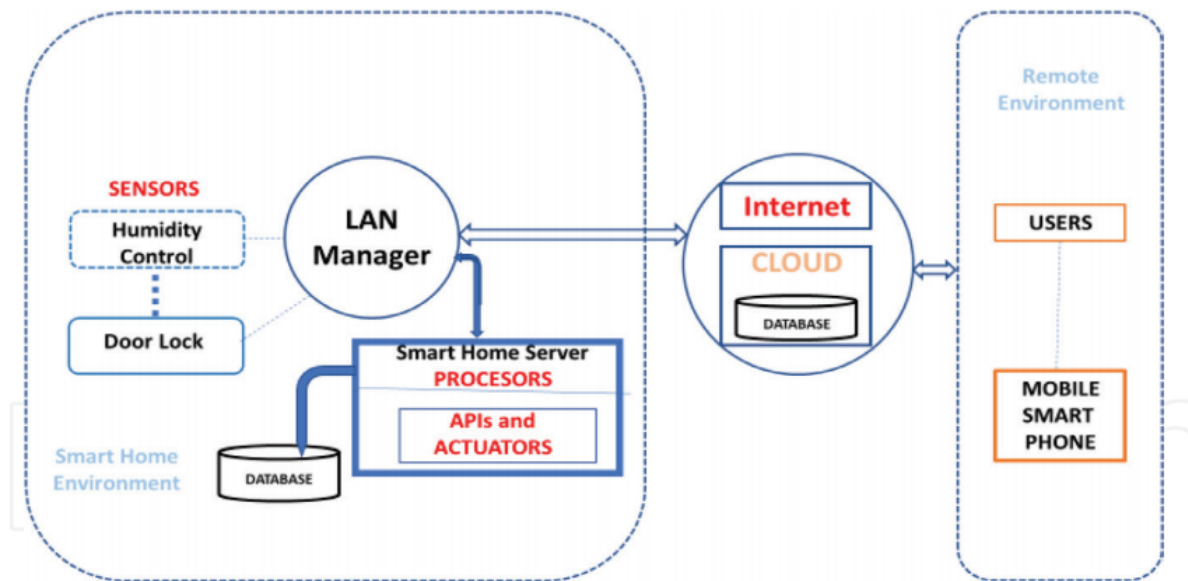 SENSORS
Humidity
Control
Door Lock
LAN
Manager
Smart Home Server
PROCESORS
APIs and
ACTUATORS
DATABASE
Smart Home
Environment
Internet
CLOUD
DATABASE
Remote
Environment
USERS
MOBILE
SMART
PHONE